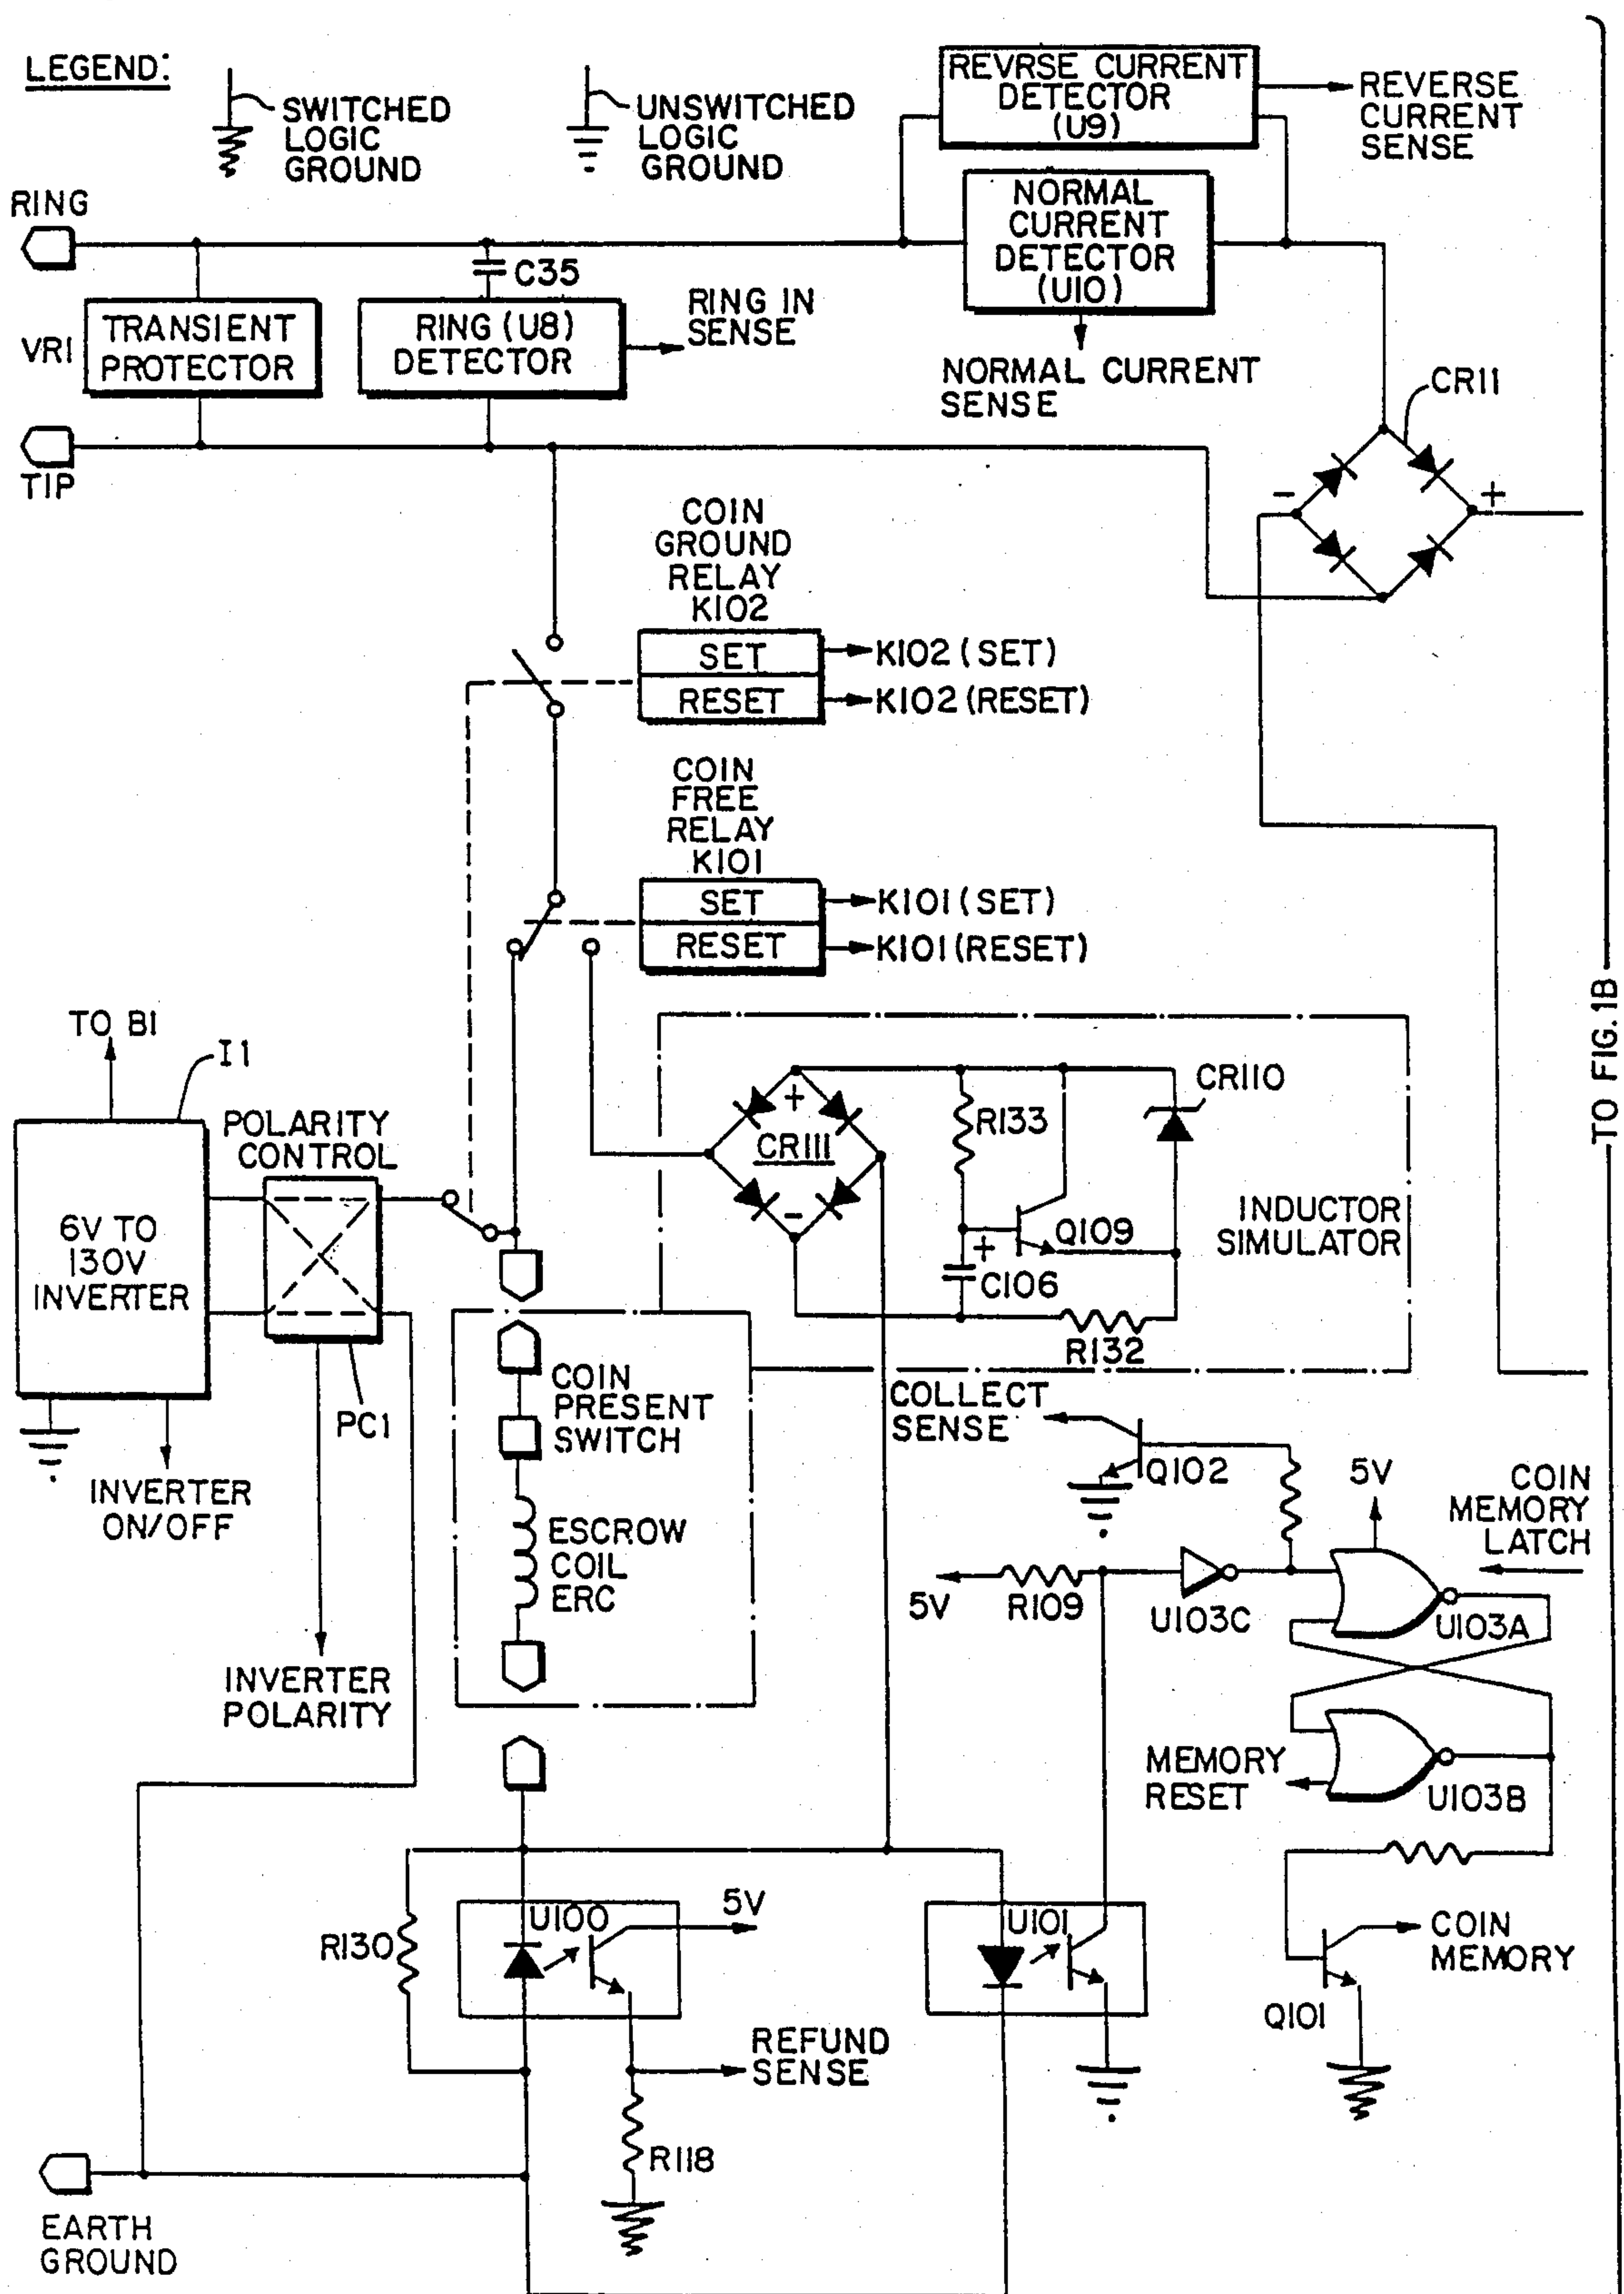 LEGEND:
SWITCHED
LOGIC
GROUND
UNSWITCHED
LOGIC
GROUND
REVRSE CURRENT
DETECTOR
(U9)
REVERSE
CURRENT
SENSE
RING
NORMAL
CURRENT
DETECTOR
(U10)
C35
VR1
TRANSIENT
PROTECTOR
RING (U8)
DETECTOR
RING IN
SENSE
NORMAL CURRENT
SENSE
CR11
TIP
-
+
COIN
GROUND
RELAY
K102
SET
K102 (SET)
RESET
K102 (RESET)
COIN
FREE
RELAY
K101
SET
K101 (SET)
RESET
K101 (RESET)
TO FIG. 1B
TO B1
I1
POLARITY
CONTROL
6V TO
130V
INVERTER
PC1
INVERTER
ON/OFF
INVERTER
POLARITY
+
CR111
-
R133
CR110
Q109
+
C106
R132
INDUCTOR
SIMULATOR
COIN
PRESENT
SWITCH
ESCROW
COIL
ERC
COLLECT
SENSE
Q102
5V
COIN
MEMORY
LATCH
5V
R109
U103C
U103A
MEMORY
RESET
U103B
R130
U100
5V
U101
COIN
MEMORY
Q101
REFUND
SENSE
R118
EARTH
GROUND